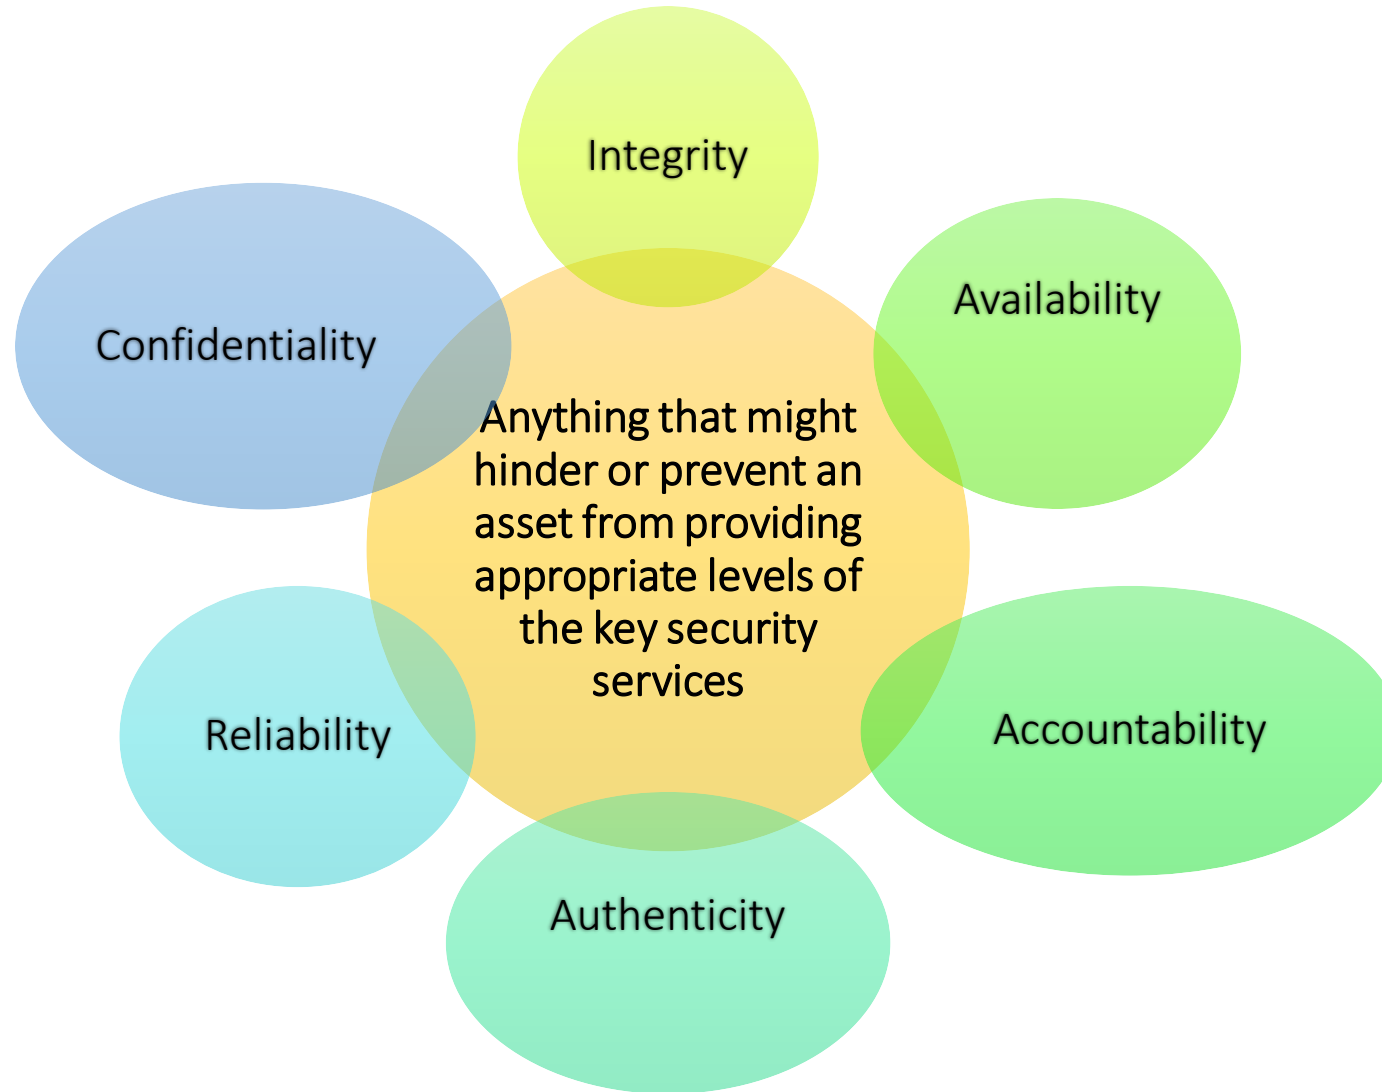 Integrity
Availability
Confidentiality
Anything that might
hinder or prevent an
asset from providing
appropriate levels of
the key security
services
Accountability
Reliability
Authenticity